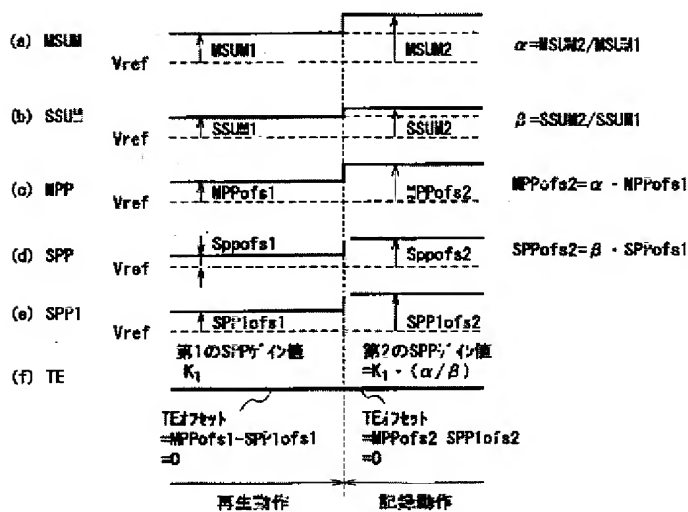 (a) MSUM
Vref
MSUM1
MSUM2
α=MSUM2/MSUM1
(b) SSUM
Vref
SSUM1
SSUM2
β=SSUM2/SSUM1
(c) MPP
Vref
MPPofs1
MPPofs2
MPPofs2=α・MPPofs1
(d) SPP
Vref
Sppofs1
Sppofs2
SPPofs2=β・SPPofs1
(e) SPP1
Vref
SPP1ofs1
SPP1ofs2
第1のSPPゲイン値
K1
第2のSPPゲイン値
=K1・(α/β)
(f) TE
TEオフセット
=MPPofs1-SPP1ofs1
=0
TEオフセット
=MPPofs2 SPP1ofs2
=0
再生動作
記録動作